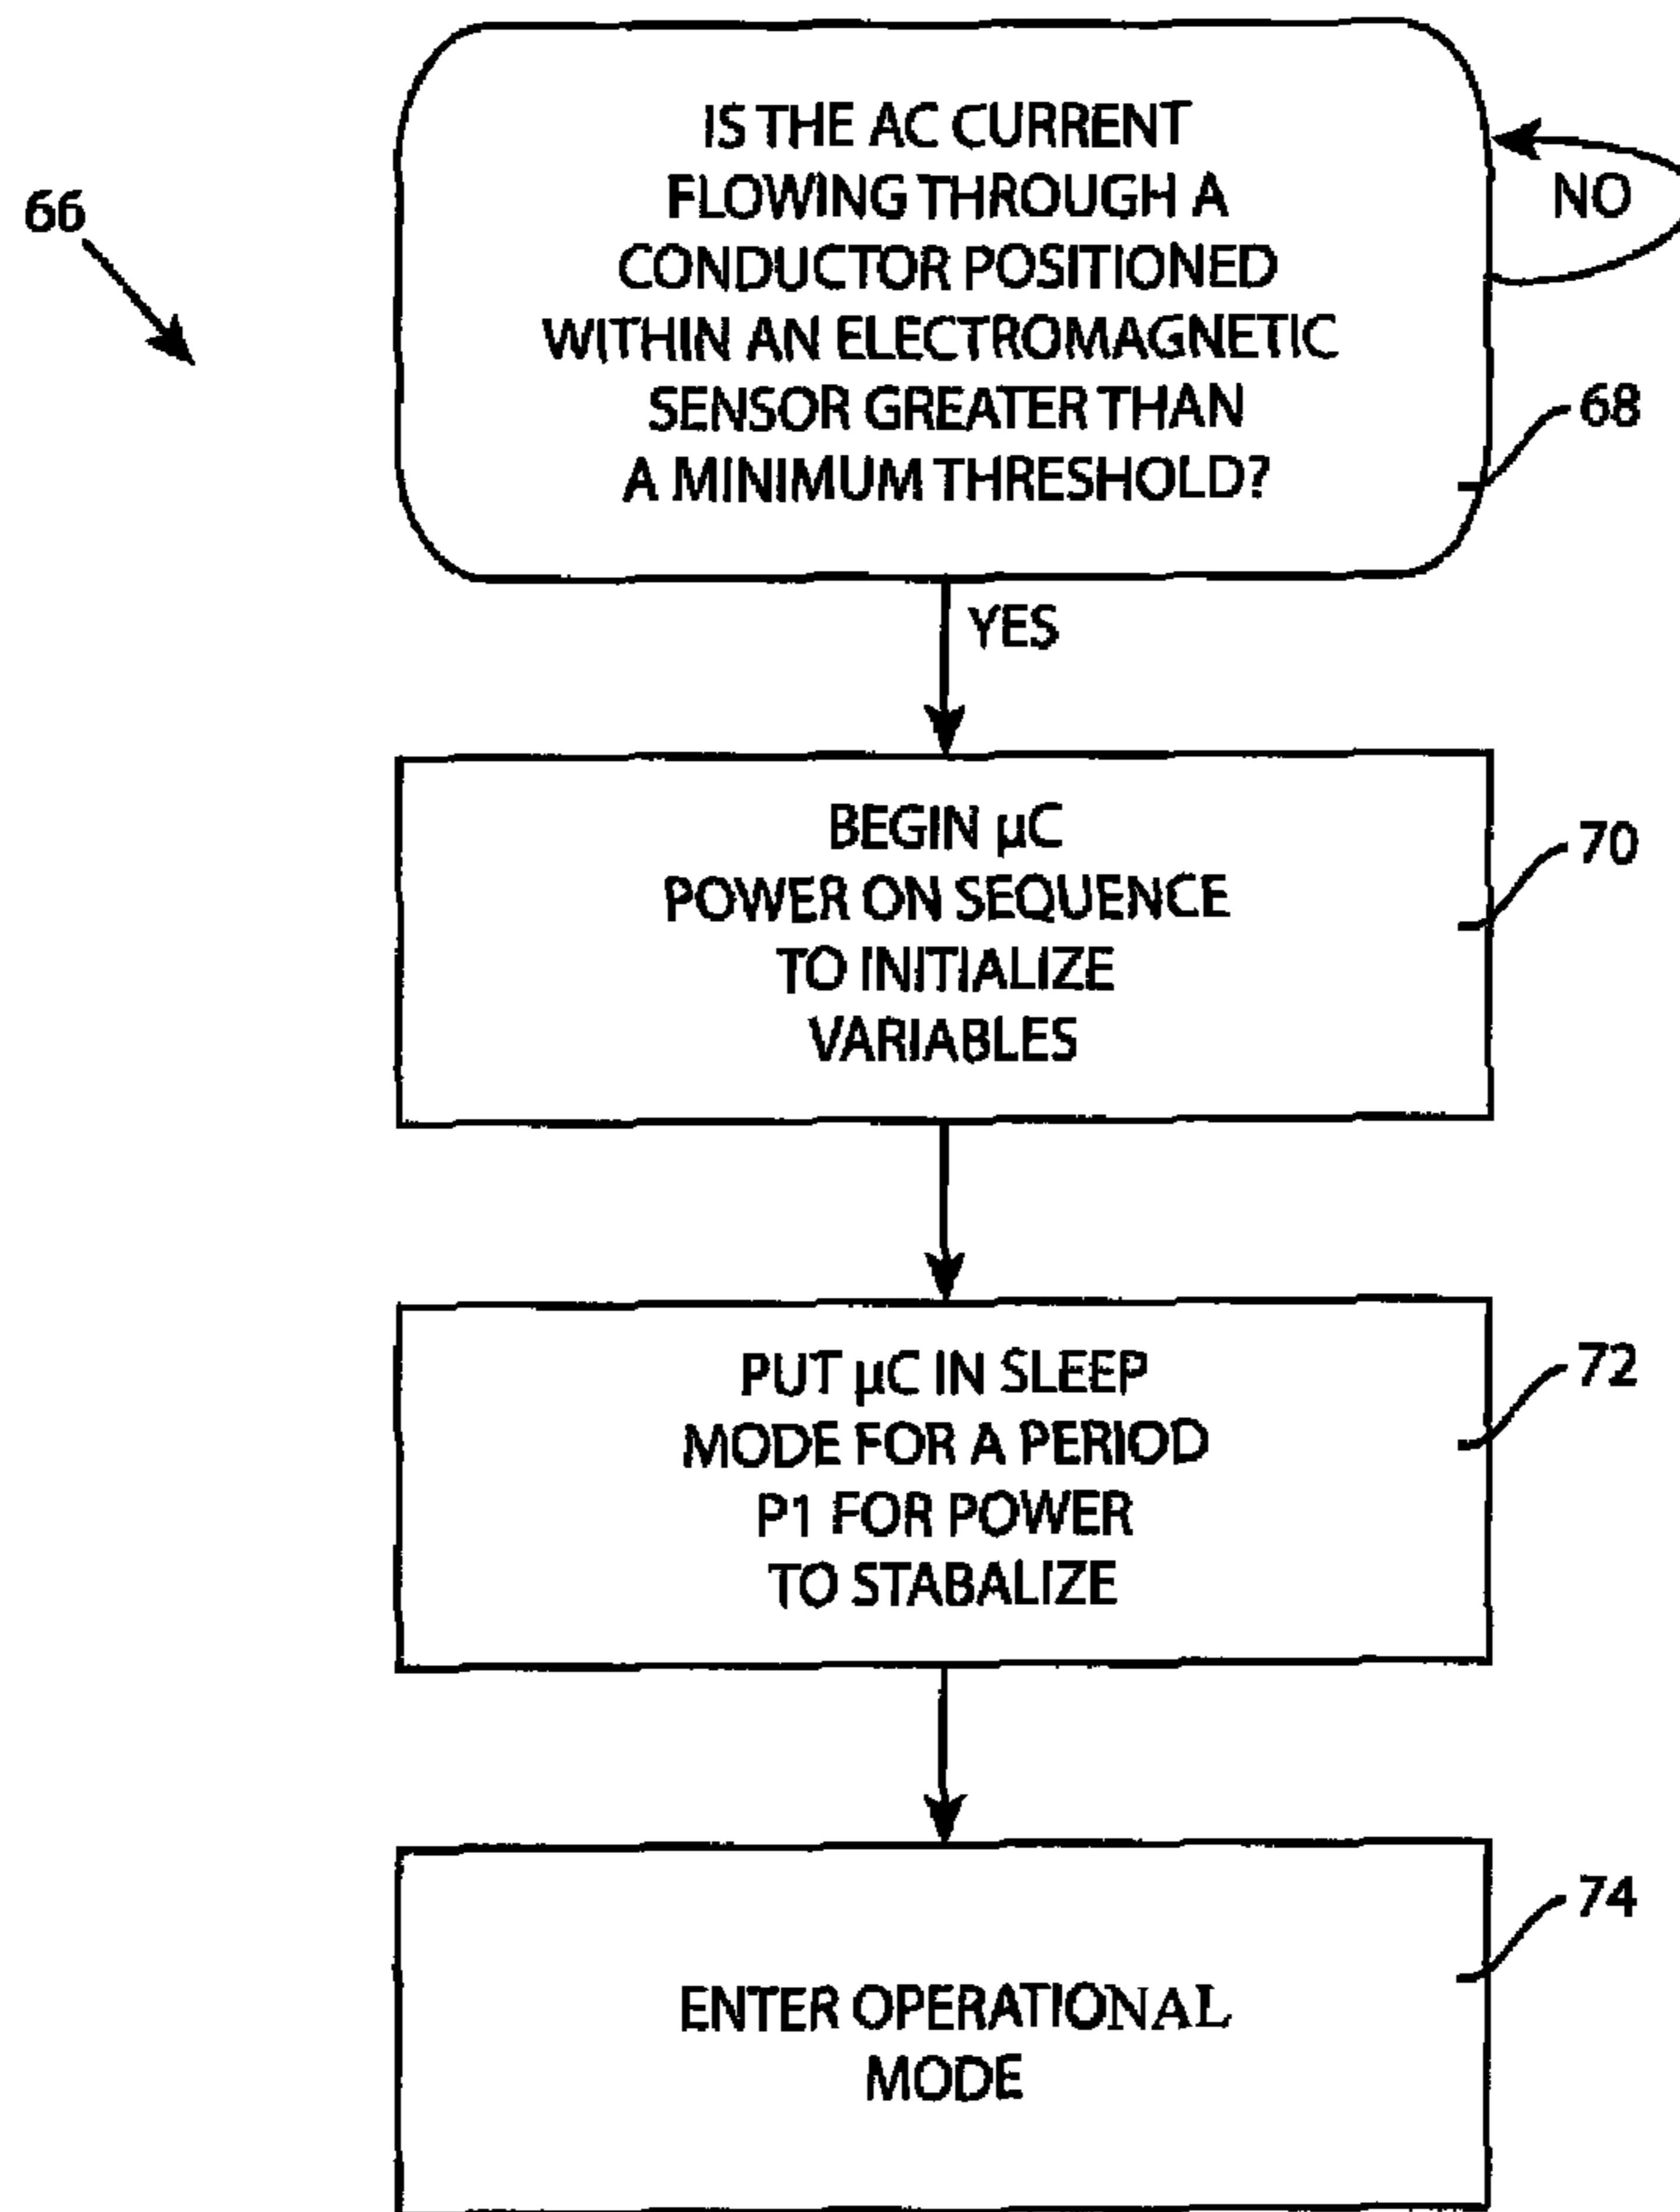 IS THE AC CURRENT
FLOWING THROUGH A
CONDUCTOR POSITIONED
WITHIN AN ELECTROMAGNETIC
SENSOR GREATER THAN
A MINIMUM THRESHOLD?
NO
66
68
YES
BEGIN µC
POWER ON SEQUENCE
TO INITIALIZE
VARIABLES
70
PUT µC IN SLEEP
MODE FOR A PERIOD
P1 FOR POWER
TO STABALIZE
72
ENTER OPERATIONAL
MODE
74